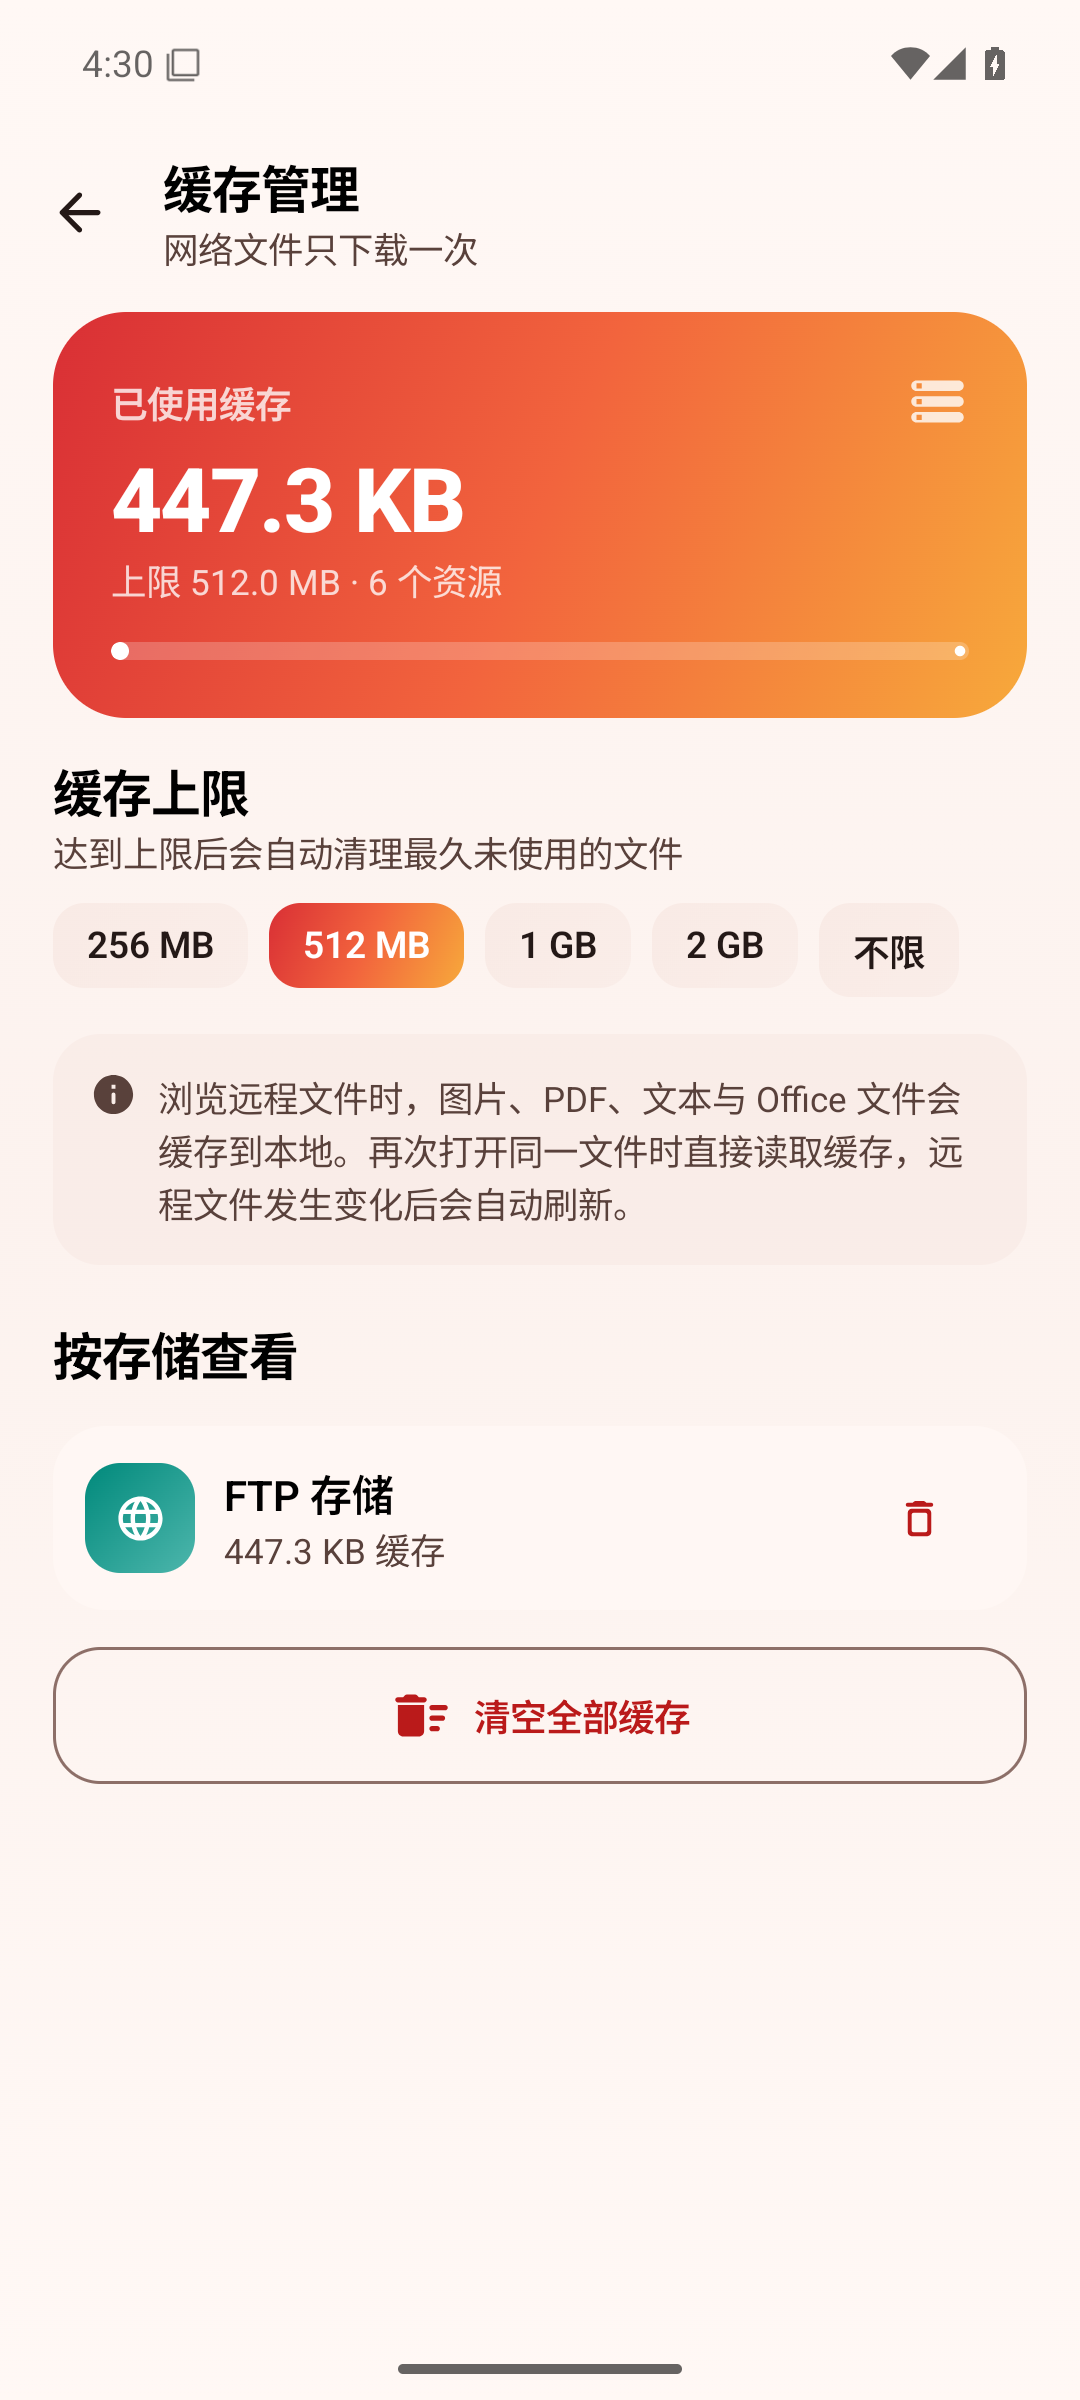 4:30
缓存管理
网络文件只下载一次
已使用缓存
447.3 KB
上限 512.0 MB · 6 个资源
缓存上限
达到上限后会自动清理最久未使用的文件
256 MB 512 MB 1 GB 2 GB 不限
浏览远程文件时，图片、PDF、文本与 Office 文件会
缓存到本地。再次打开同一文件时直接读取缓存，远
程文件发生变化后会自动刷新。
按存储查看
FTP 存储
447.3 KB 缓存
清空全部缓存